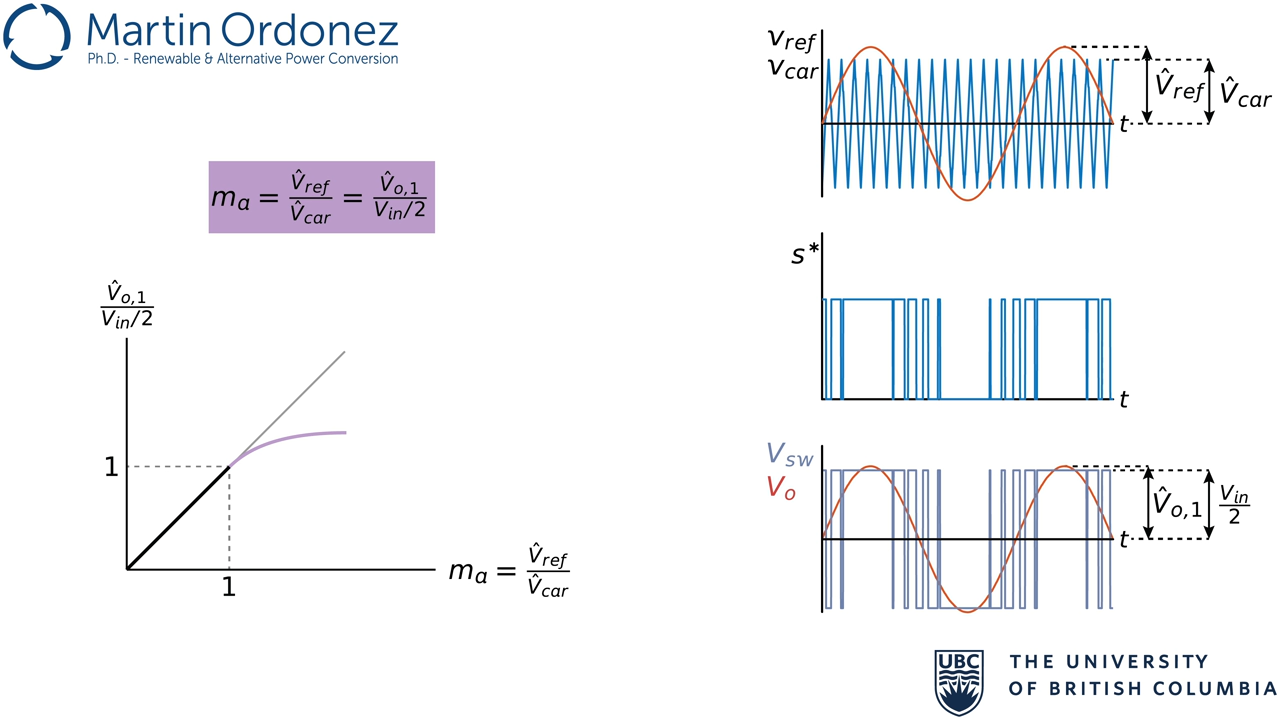 Martin Ordonez
Ph.D. - Renewable & Alternative Power Conversion
m_a = V̂_ref / V̂_car = V̂_o,1 / V_in/2
V̂_o,1 / V_in/2
1
1
m_a = V̂_ref / V̂_car
v_ref
v_car
t
V̂_ref
V̂_car
s*
t
V_sw
V_o
t
V̂_o,1
V_in / 2
UBC
THE UNIVERSITY
OF BRITISH COLUMBIA